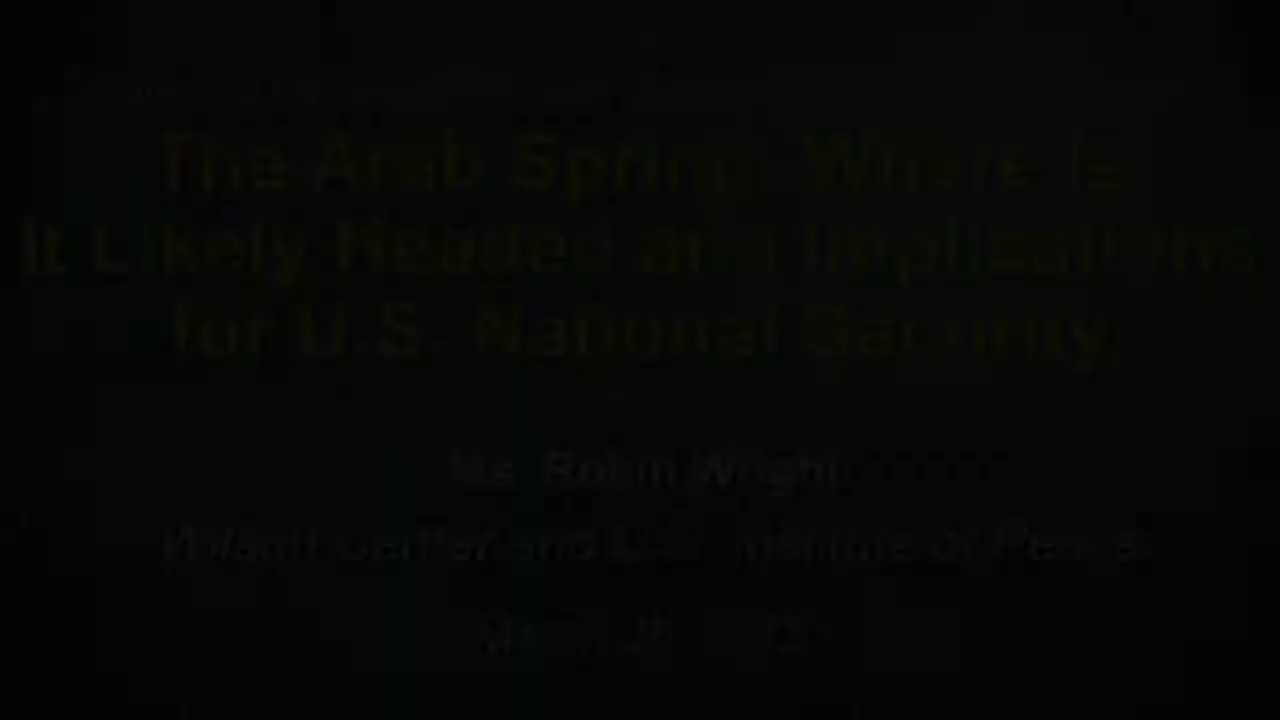 The Arab Spring: Where Is
It Likely Headed and Implications
for U.S. National Security
Ms. Robin Wright
Wilson Center and U.S. Institute of Peace